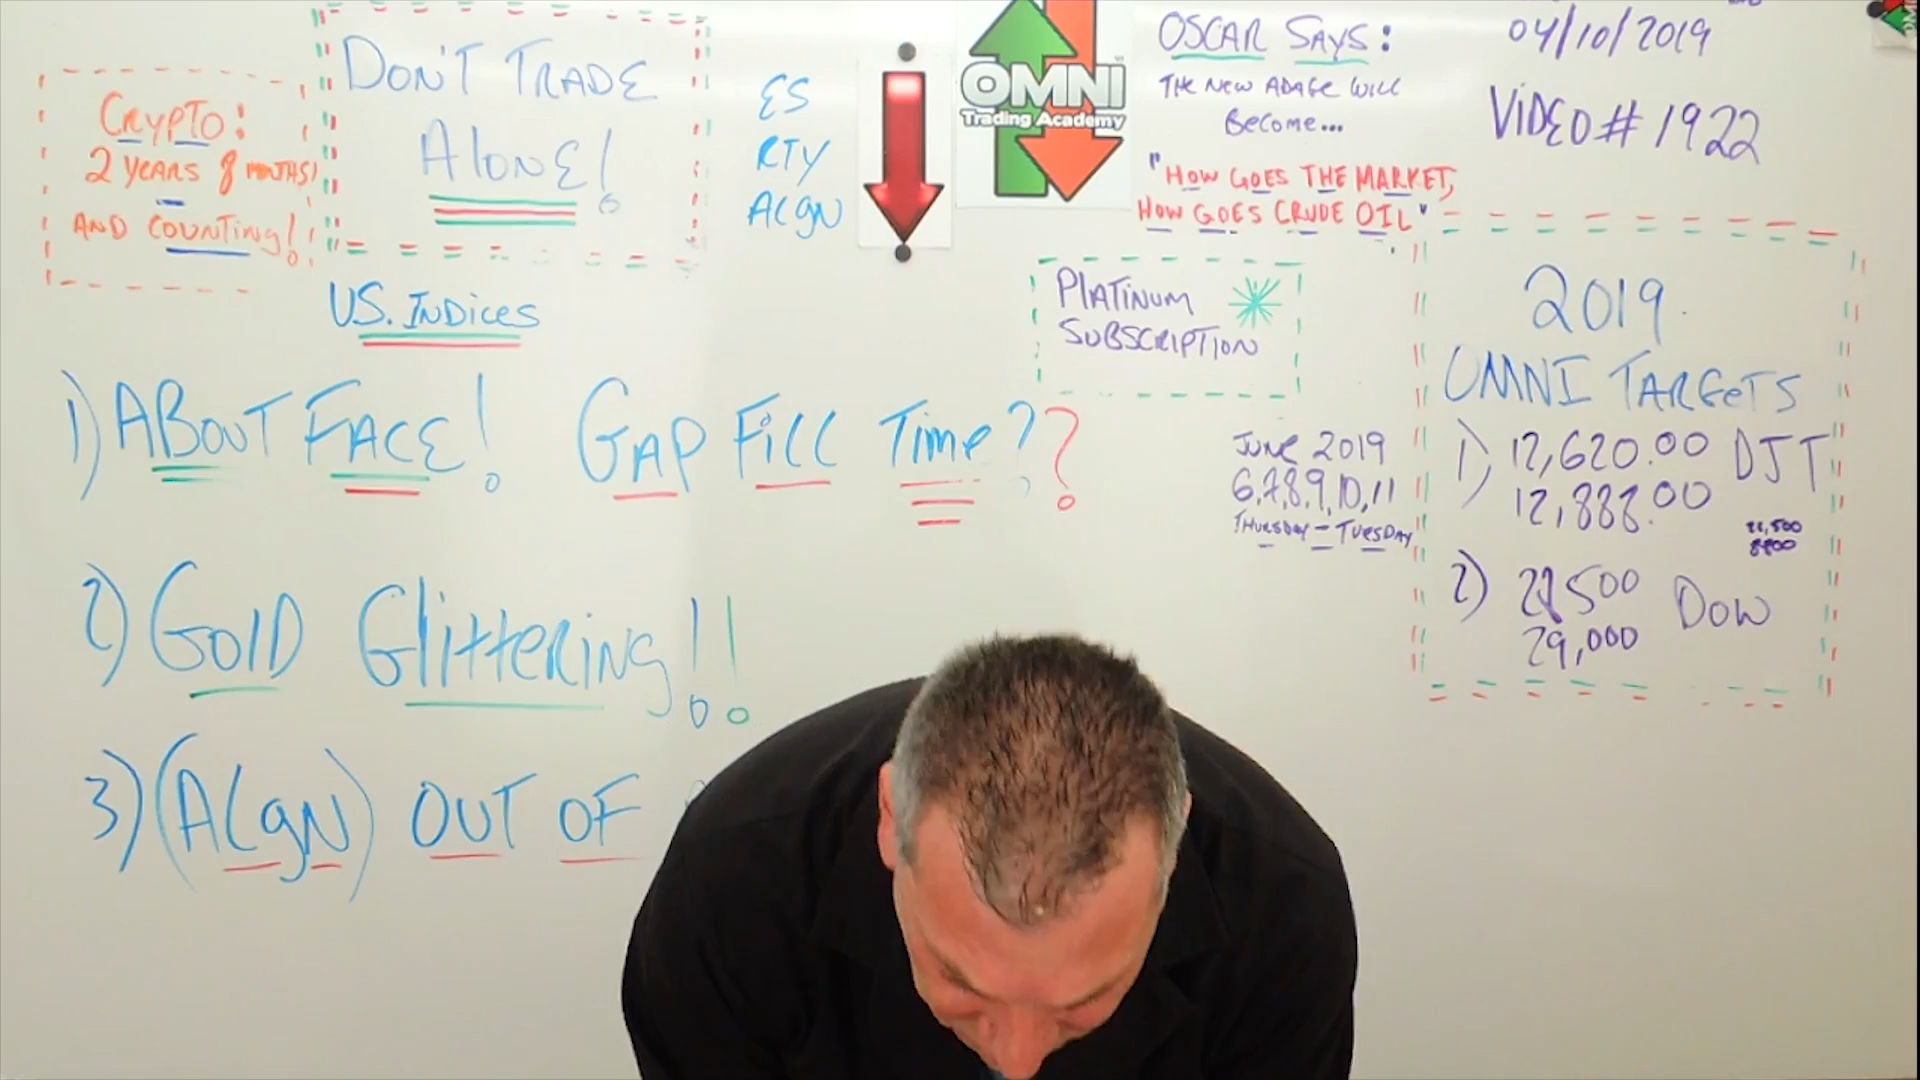 CRYPTO:
2 YEARS 8 MONTHS!
AND COUNTING!
DON'T TRADE
ALONE!
ES
RTY
ALgN
OMNI
Trading Academy
OSCAR SAYS:
THE NEW ADAGE WILL
BECOME...
"HOW GOES THE MARKET,
HOW GOES CRUDE OIL"
04/10/2019
VIDEO# 1922
U.S. INDICES
1) ABOUT FACE! GAP FILL TIME??
2) GOLD GLITTERING!!
3) (ALgN) OUT OF
PLATINUM
SUBSCRIPTION
JUNE 2019
6,7,8,9,10,11
THURSDAY - TUESDAY
2019
OMNI TARGETS
1) 12,620.00 DJT
12,888.00
2) 500 DOW
29,000